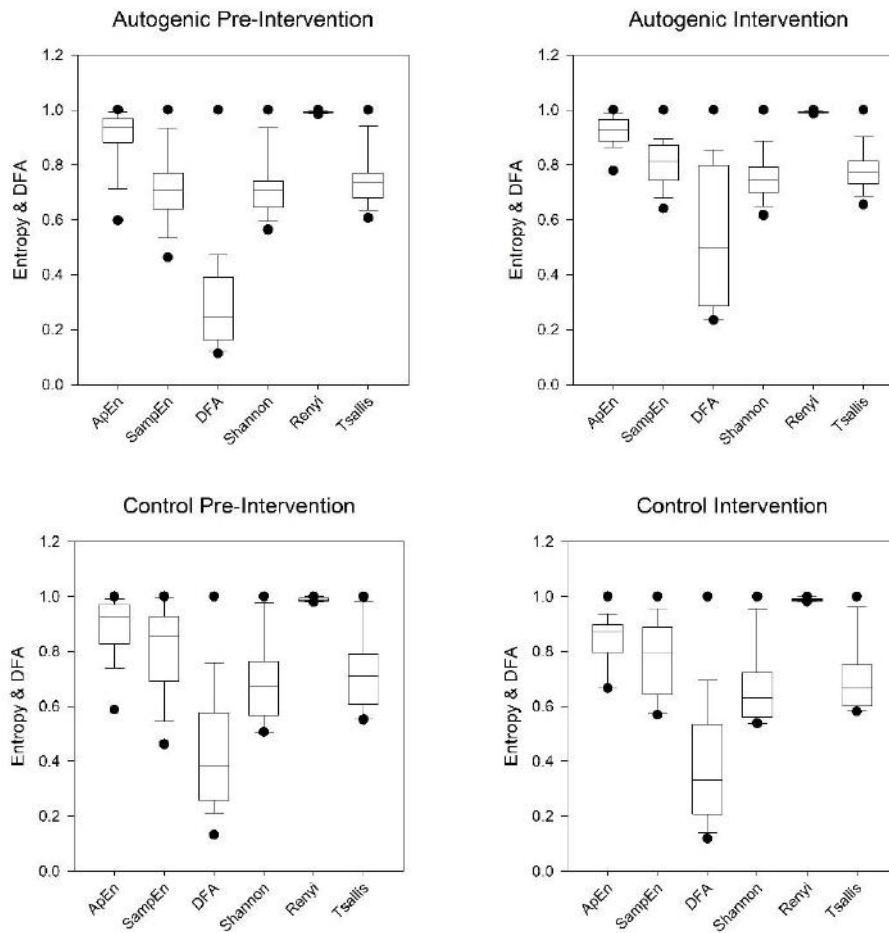 Autogenic Pre-Intervention
Entropy & DFA
1.2
1.0
0.8
0.6
0.4
0.2
0.0
ApEn
SampEn
DFA
Shannon
Renyi
Tsallis
Autogenic Intervention
Entropy & DFA
1.2
1.0
0.8
0.6
0.4
0.2
0.0
ApEn
SampEn
DFA
Shannon
Renyi
Tsallis
Control Pre-Intervention
Entropy & DFA
1.2
1.0
0.8
0.6
0.4
0.2
0.0
ApEn
SampEn
DFA
Shannon
Renyi
Tsallis
Control Intervention
Entropy & DFA
1.2
1.0
0.8
0.6
0.4
0.2
0.0
ApEn
SampEn
DFA
Shannon
Renyi
Tsallis